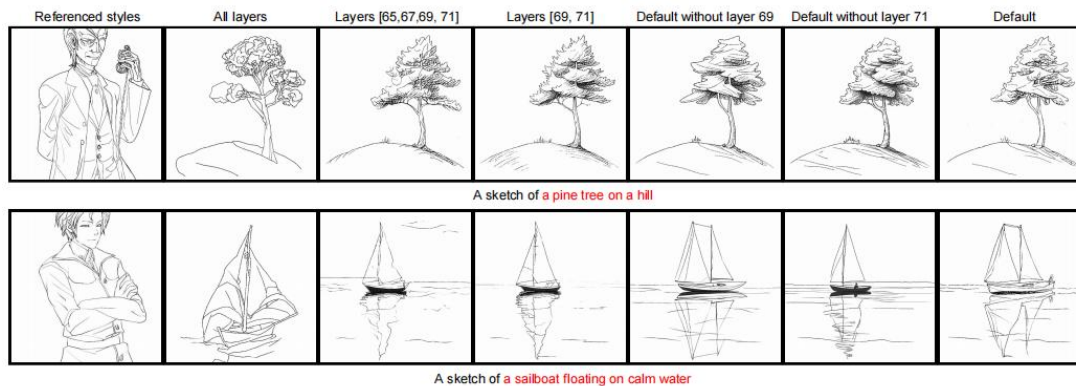 Referenced styles All layers Layers [65,67,69, 71] Layers [69, 71] Default without layer 69 Default without layer 71 Default
A sketch of a pine tree on a hill
A sketch of a sailboat floating on calm water